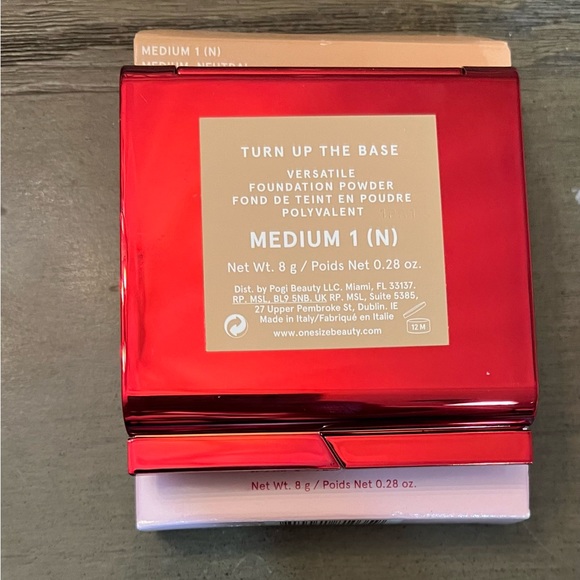 MEDIUM 1 (N)
MEDIUM, NEUTRAL
TURN UP THE BASE
VERSATILE
FOUNDATION POWDER
FOND DE TEINT EN POUDRE
POLYVALENT
MEDIUM 1 (N)
Net Wt. 8 g / Poids Net 0.28 oz.
Dist. by Pogi Beauty LLC. Miami, FL 33137.
RP. MSL, BL9 5NB, UK RP. MSL, Suite 5385,
27 Upper Pembroke St, Dublin. IE
Made in Italy/Fabriqué en Italie
www.onesizebeauty.com
12 M
Net Wt. 8 g / Poids Net 0.28 oz.